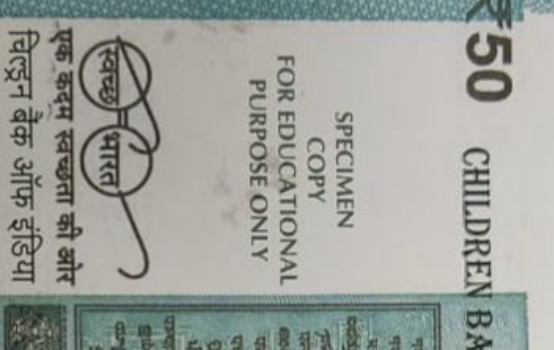 ₹50 CHILDREN BA
SPECIMEN
COPY
FOR EDUCATIONAL
PURPOSE ONLY
स्वच्छ भारत
एक कदम स्वच्छता की ओर
चिल्ड्रन बैंक ऑफ इंडिया